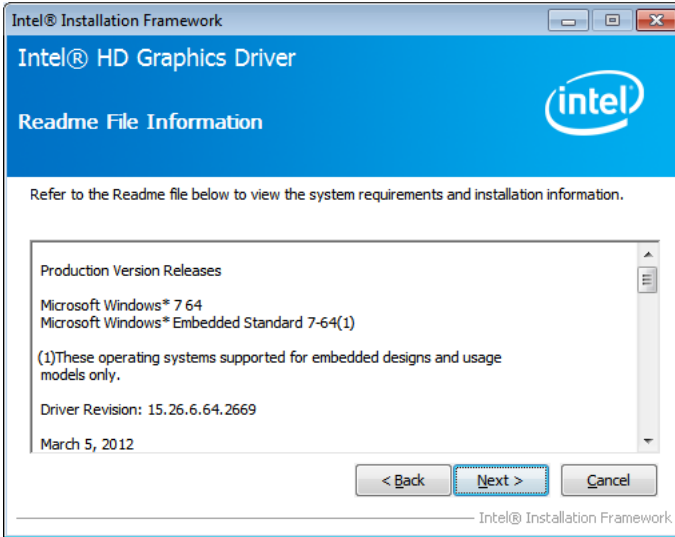 Intel® Installation Framework
Intel® HD Graphics Driver
intel
Readme File Information
Refer to the Readme file below to view the system requirements and installation information.
Production Version Releases
Microsoft Windows* 7 64
Microsoft Windows* Embedded Standard 7-64(1)
(1)These operating systems supported for embedded designs and usage
models only.
Driver Revision: 15.26.6.64.2669
March 5, 2012
< Back
Next >
Cancel
Intel® Installation Framework